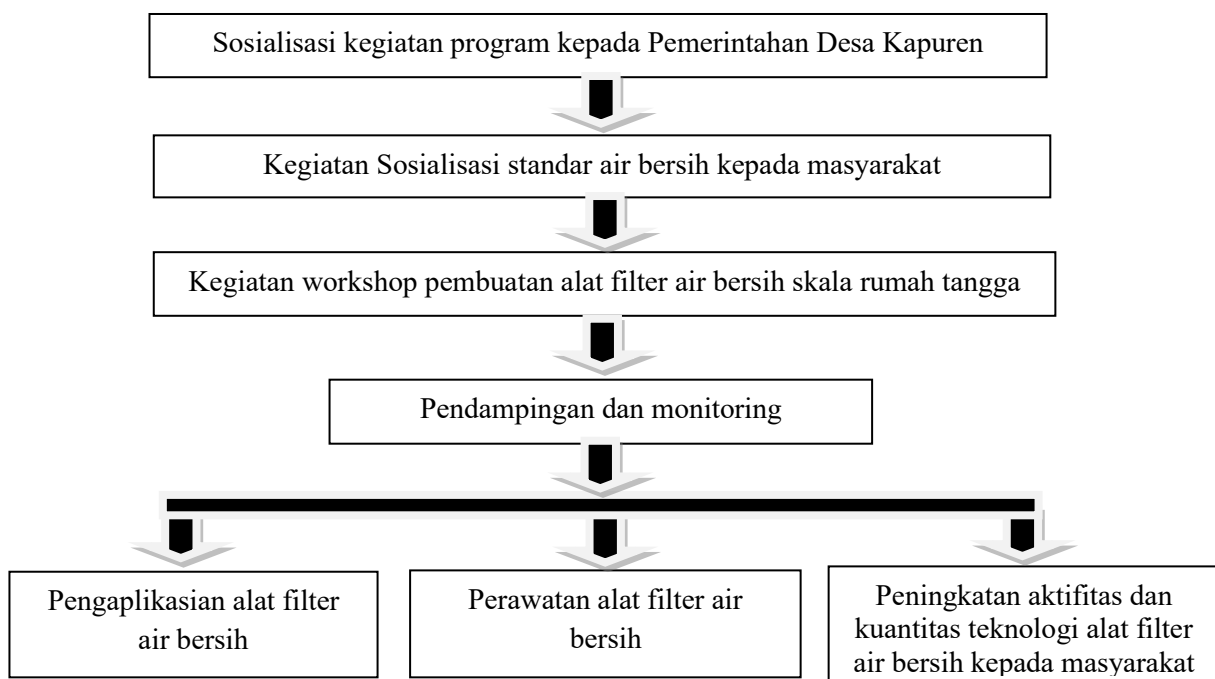 Sosialisasi kegiatan program kepada Pemerintahan Desa Kapuren
Kegiatan Sosialisasi standar air bersih kepada masyarakat
Kegiatan workshop pembuatan alat filter air bersih skala rumah tangga
Pendampingan dan monitoring
Pengaplikasian alat filter
air bersih
Perawatan alat filter air
bersih
Peningkatan aktifitas dan
kuantitas teknologi alat filter
air bersih kepada masyarakat